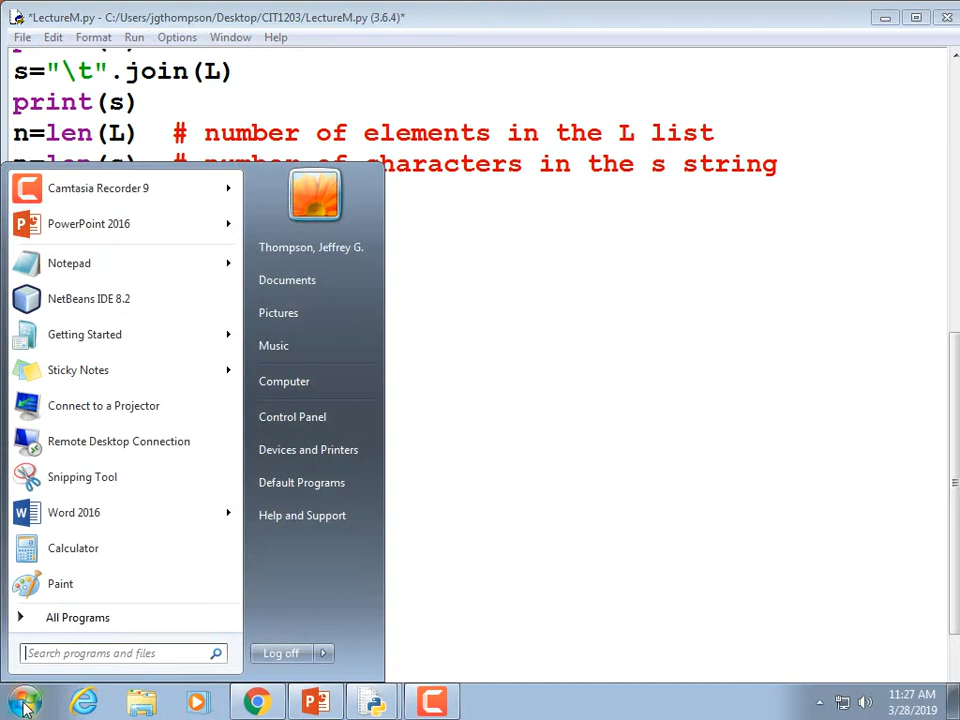 *LectureM.py - C:/Users/jgthompson/Desktop/CIT1203/LectureM.py (3.6.4)*
File Edit Format Run Options Window Help
s="\t".join(L)
print(s)
n=len(L) # number of elements in the L list
characters in the s string
Camtasia Recorder 9
PowerPoint 2016
Notepad
NetBeans IDE 8.2
Getting Started
Sticky Notes
Connect to a Projector
Remote Desktop Connection
Snipping Tool
Word 2016
Calculator
Paint
All Programs
Search programs and files
Thompson, Jeffrey G.
Documents
Pictures
Music
Computer
Control Panel
Devices and Printers
Default Programs
Help and Support
Log off
11:27 AM
3/28/2019